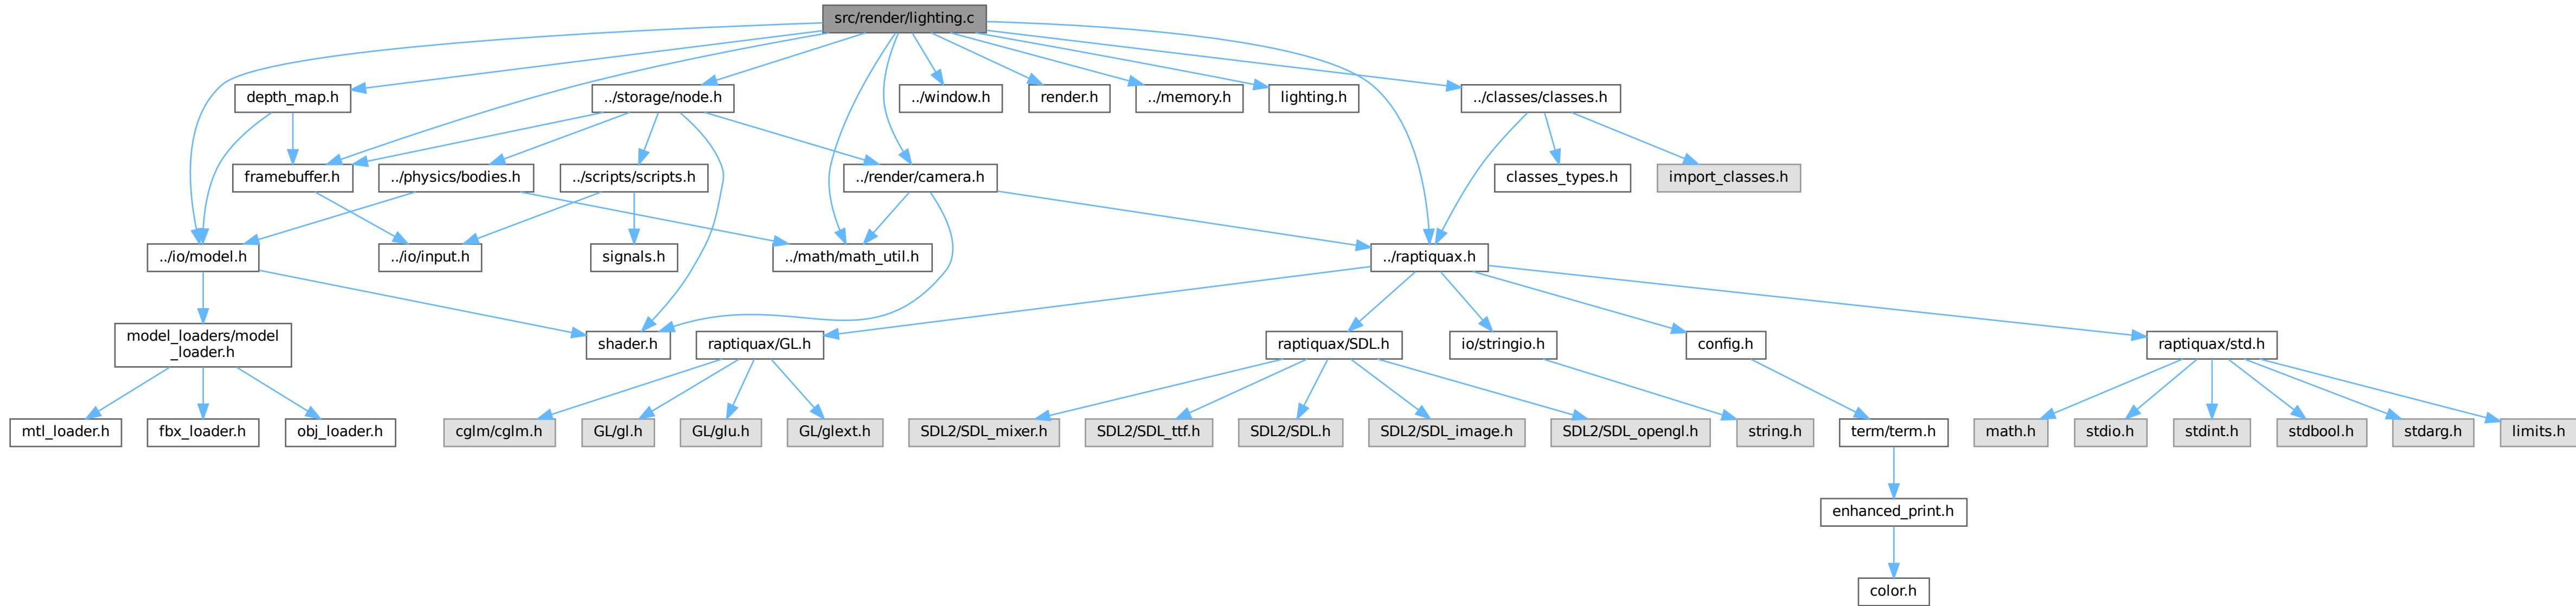 src/render/lighting.c
depth_map.h
../storage/node.h
../window.h
render.h
../memory.h
lighting.h
../classes/classes.h
framebuffer.h
../physics/bodies.h
../scripts/scripts.h
../render/camera.h
classes_types.h
import_classes.h
../io/model.h
../io/input.h
signals.h
../math/math_util.h
../raptiquax.h
model_loaders/model
_loader.h
shader.h
raptiquax/GL.h
raptiquax/SDL.h
io/stringio.h
config.h
raptiquax/std.h
mtl_loader.h
fbx_loader.h
obj_loader.h
cglm/cglm.h
GL/gl.h
GL/glu.h
GL/glext.h
SDL2/SDL_mixer.h
SDL2/SDL_ttf.h
SDL2/SDL.h
SDL2/SDL_image.h
SDL2/SDL_opengl.h
string.h
term/term.h
math.h
stdio.h
stdint.h
stdbool.h
stdarg.h
limits.h
enhanced_print.h
color.h